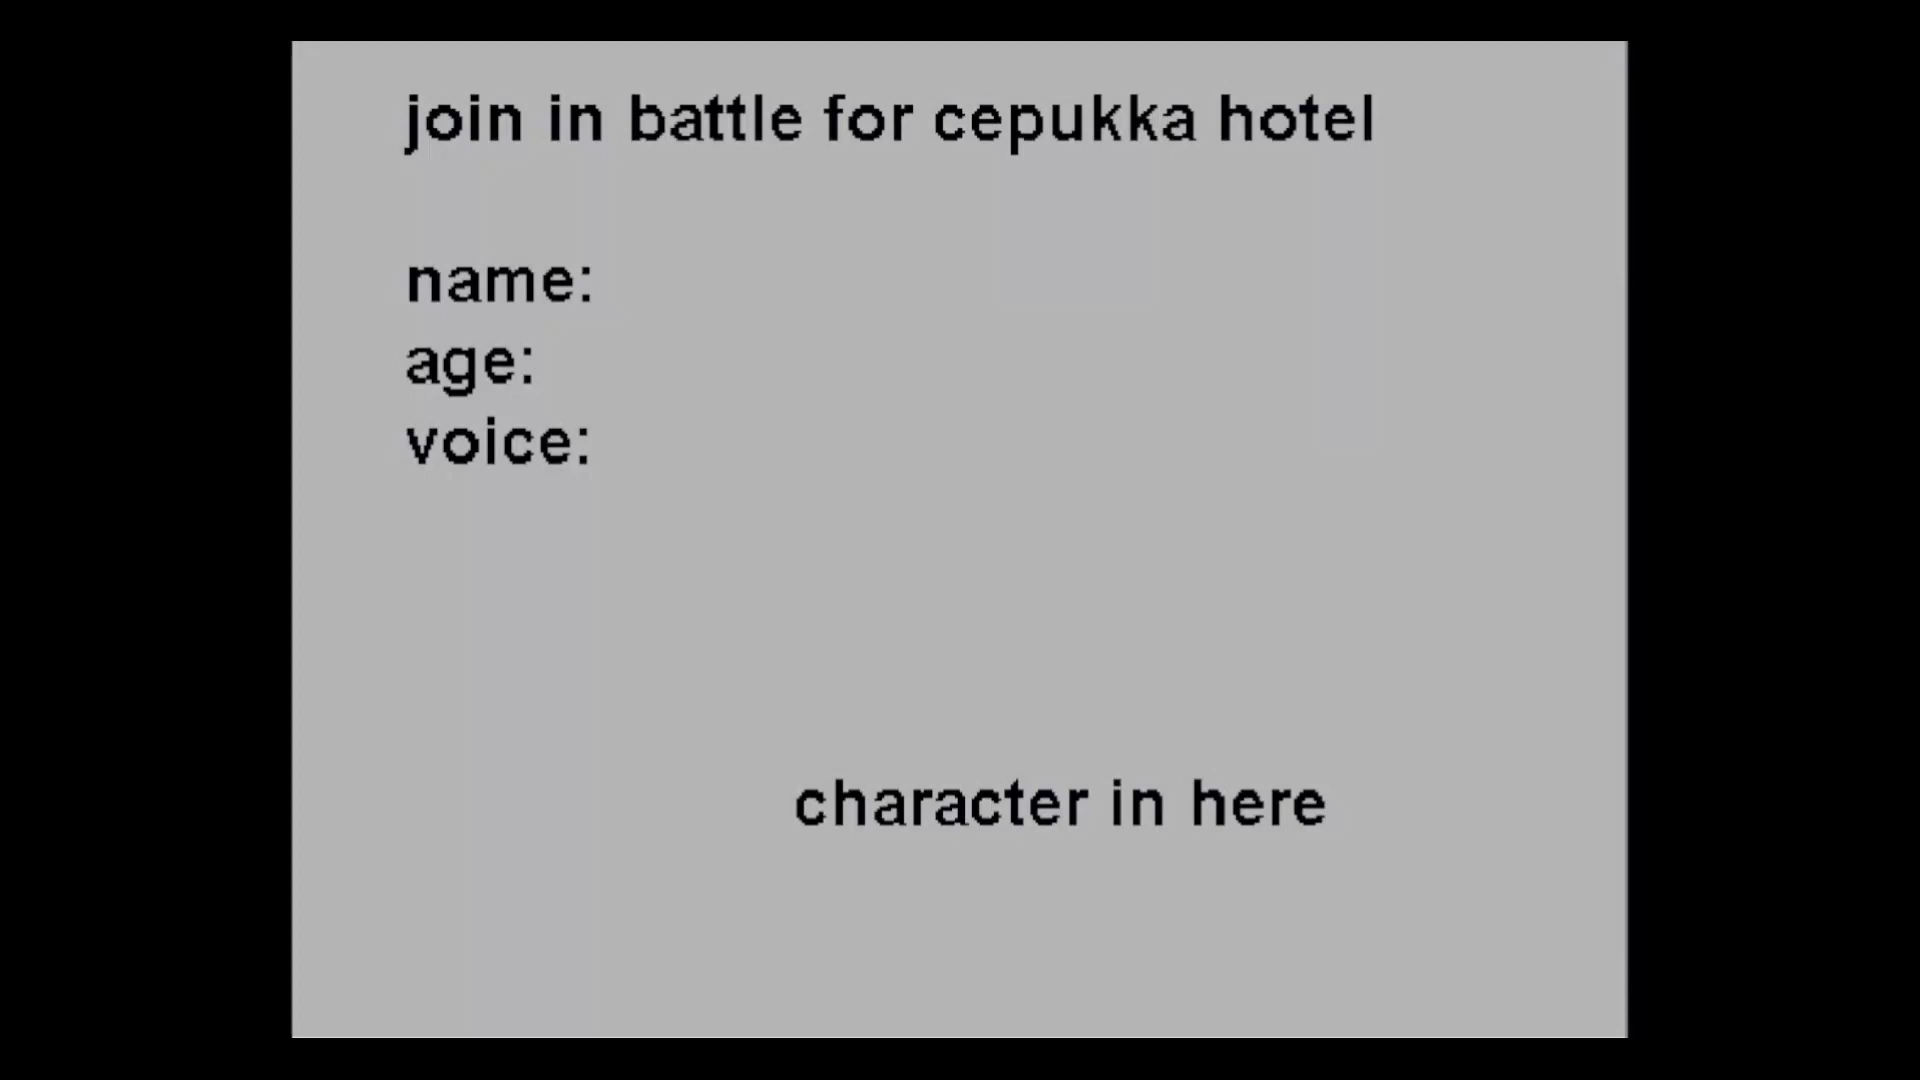 join in battle for cepukka hotel
name:
age:
voice:
character in here